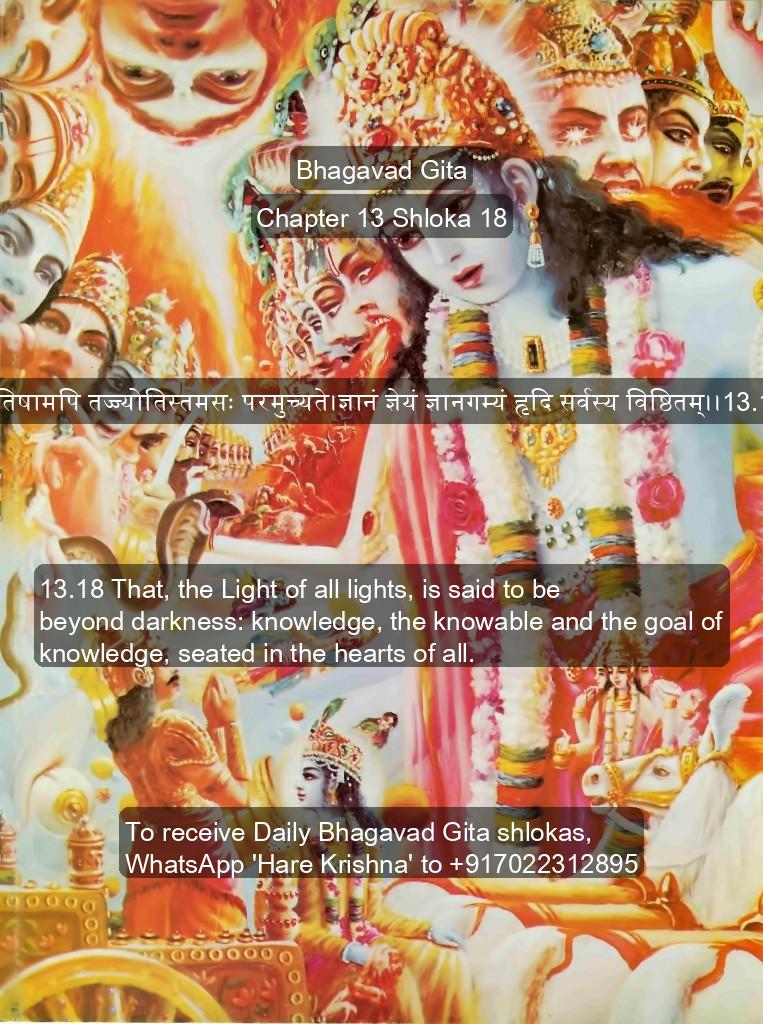 Bhagavad Gita
Chapter 13 Shloka 18
तिषामपि तज्ज्योतिस्तमसः परमुच्यते।ज्ञानं ज्ञेयं ज्ञानगम्यं हृदि सर्वस्य विष्ठितम्।।13.
13.18 That, the Light of all lights, is said to be
beyond darkness: knowledge, the knowable and the goal of
knowledge, seated in the hearts of all.
To receive Daily Bhagavad Gita shlokas,
WhatsApp 'Hare Krishna' to +917022312895